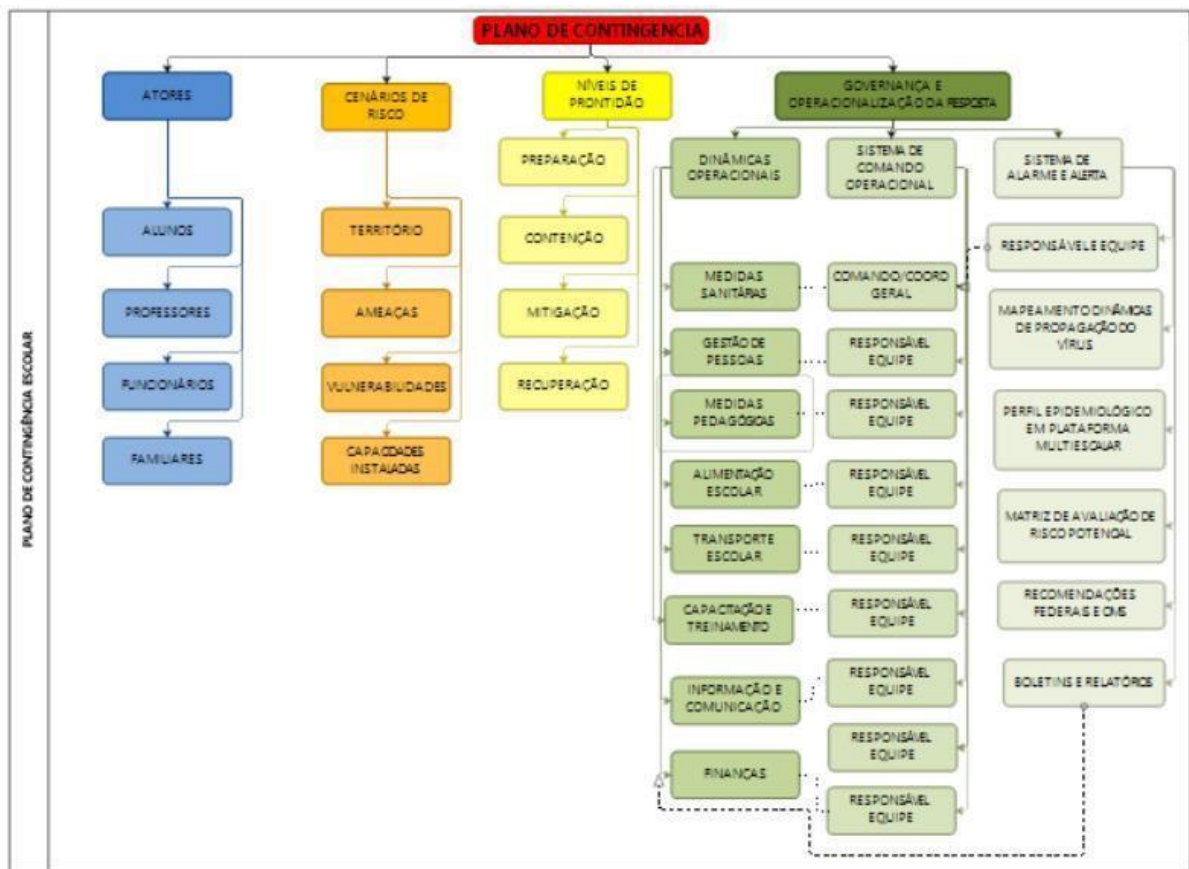 PLANO DE CONTINGÊNCIA ESCOLAR
PLANO DE CONTINGENCIA
ATORES
ALUNOS
PROFESSORES
FUNCIONÁRIOS
FAMILIARES
CENÁRIOS DE
RISCO
TERRITÓRIO
AMEAÇAS
VULNERABILIDADES
CAPACIDADES
INSTALADAS
NÍVEIS DE
PRONTIDÃO
PREPARAÇÃO
CONTENÇÃO
MITIGAÇÃO
RECUPERAÇÃO
GOVERNANÇA E
OPERACIONALIZAÇÃO DA RESPOSTA
DINÂMICAS
OPERACIONAIS
MEDIDAS
SANITÁRIAS
GESTÃO DE
PESSOAS
MEDIDAS
PEDAGÓGICAS
ALIMENTAÇÃO
ESCOLAR
TRANSPORTE
ESCOLAR
CAPACITAÇÃO E
TREINAMENTO
INFORMAÇÃO E
COMUNICAÇÃO
FINANÇAS
SISTEMA DE
COMANDO
OPERACIONAL
COMANDO/COORD
GERAL
RESPONSÁVEL
EQUIPE
RESPONSÁVEL
EQUIPE
RESPONSÁVEL
EQUIPE
RESPONSÁVEL
EQUIPE
RESPONSÁVEL
EQUIPE
RESPONSÁVEL
EQUIPE
RESPONSÁVEL
EQUIPE
RESPONSÁVEL
EQUIPE
SISTEMA DE
ALARME E ALERTA
RESPONSÁVEL E EQUIPE
MAPEAMENTO DINÂMICAS
DE PROPAGAÇÃO DO
VÍRUS
PERFIL EPIDEMIOLÓGICO
EM PLATAFORMA
MULTIESCALAR
MATRIZ DE AVALIAÇÃO DE
RISCO POTENCIAL
RECOMENDAÇÕES
FEDERAIS E OMS
BOLETINS E RELATÓRIOS